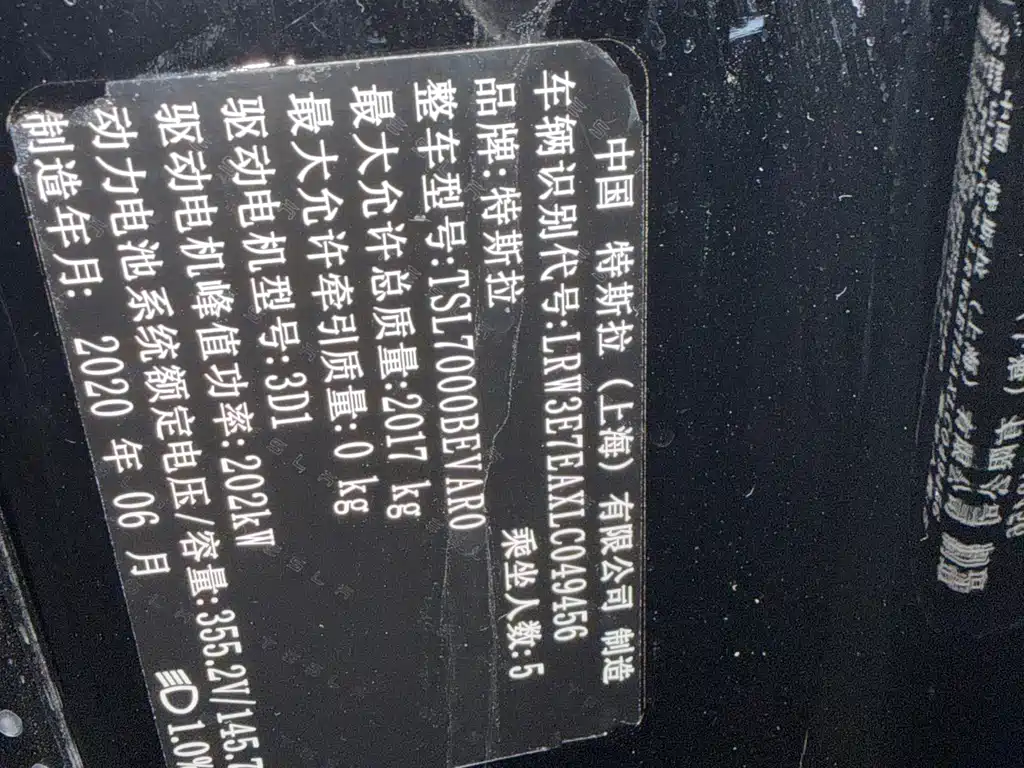 中国 特斯拉（上海）有限公司 制造
车辆识别代号:LRW3E7EAXLC049456
品牌:特斯拉 乘坐人数:5
整车型号:TSL7000BEVAR0
最大允许总质量:2017 kg
最大允许牵引质量:0 kg
驱动电机型号:3D1
驱动电机峰值功率:202kW
动力电池系统额定电压/容量:355.2V/145.7
制造年月: 2020 年 06 月
1.0%